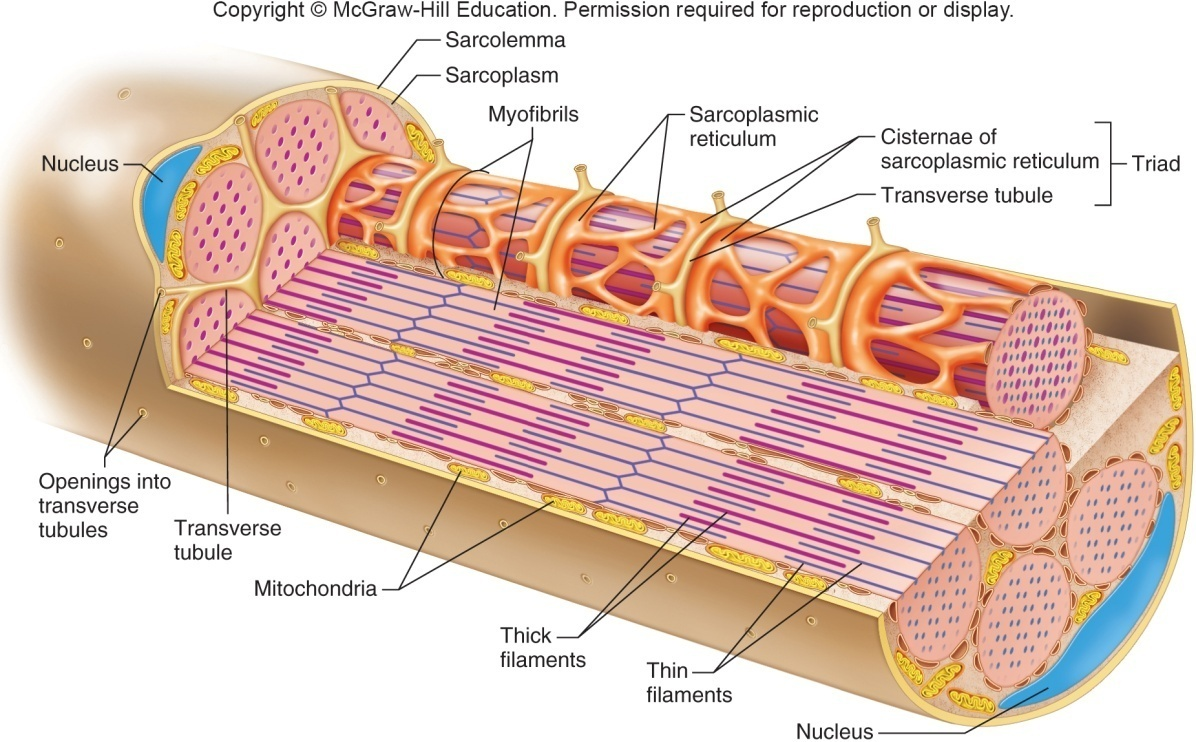 Copyright © McGraw-Hill Education. Permission required for reproduction or display.
Sarcolemma
Sarcoplasm
Myofibrils
Sarcoplasmic
reticulum
Cisternae of
sarcoplasmic reticulum
Triad
Transverse tubule
Nucleus
Openings into
transverse
tubules
Transverse
tubule
Mitochondria
Thick
filaments
Thin
filaments
Nucleus